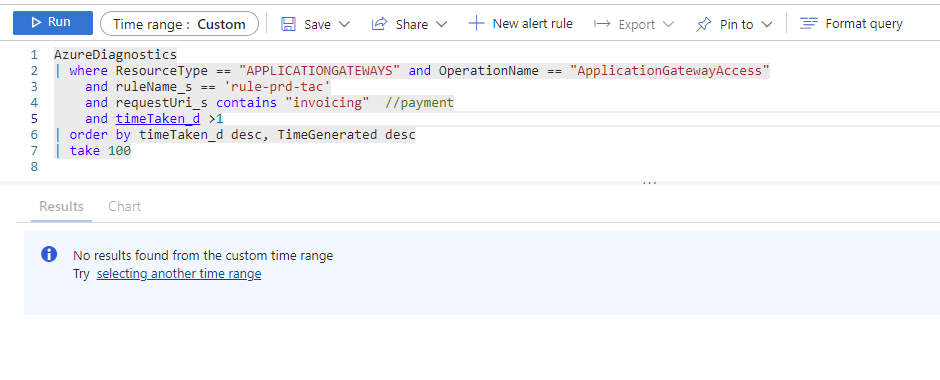 Run Time range : Custom Save Share New alert rule Export Pin to Format query
1 AzureDiagnostics
2 | where ResourceType == "APPLICATIONGATEWAYS" and OperationName == "ApplicationGatewayAccess"
3 and ruleName_s == 'rule-prd-tac'
4 and requestUri_s contains "invoicing" //payment
5 and timeTaken_d >1
6 | order by timeTaken_d desc, TimeGenerated desc
7 | take 100
8
...
Results Chart
No results found from the custom time range
Try selecting another time range